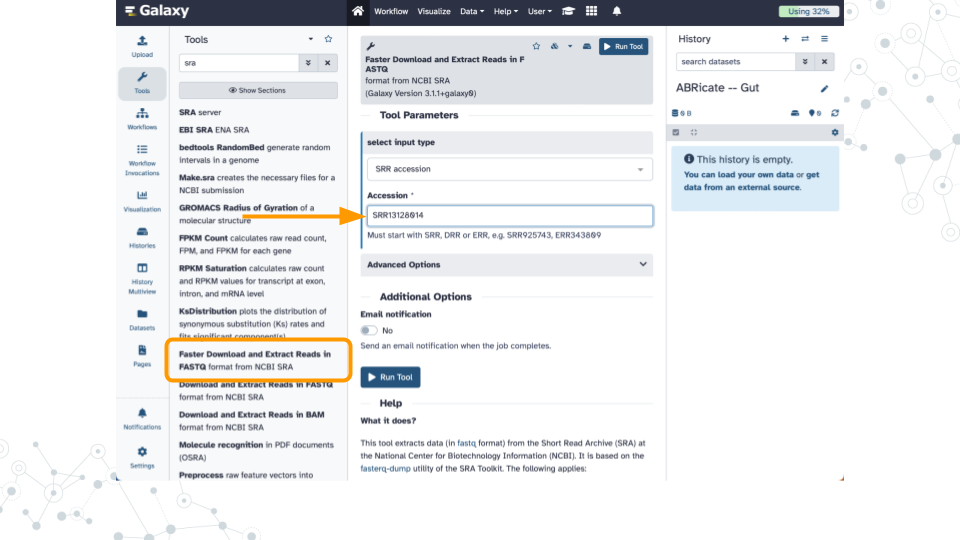 Galaxy
Workflow Visualize Data Help User
Using 32%
Upload
Tools
Workflows
Workflow
Invocations
Visualization
Histories
History
Multiview
Datasets
Pages
Notifications
Settings
Tools
sra
Show Sections
SRA server
EBI SRA ENA SRA
bedtools RandomBed generate random
intervals in a genome
Make.sra creates the necessary files for a
NCBI submission
GROMACS Radius of Gyration of a
molecular structure
FPKM Count calculates raw read count,
FPM, and FPKM for each gene
RPKM Saturation calculates raw count
and RPKM values for transcript at exon,
intron, and mRNA level
KsDistribution plots the distribution of
synonymous substitution (Ks) rates and
fits significant component(s)
Faster Download and Extract Reads in
FASTQ format from NCBI SRA
Download and Extract Reads in FASTQ
format from NCBI SRA
Download and Extract Reads in BAM
format from NCBI SRA
Molecule recognition in PDF documents
(OSRA)
Preprocess raw feature vectors into
Run Tool
Faster Download and Extract Reads in F
ASTQ
format from NCBI SRA
(Galaxy Version 3.1.1+galaxy0)
Tool Parameters
select input type
SRR accession
Accession *
SRR13128014
Must start with SRR, DRR or ERR, e.g. SRR925743, ERR343809
Advanced Options
Additional Options
Email notification
No
Send an email notification when the job completes.
Run Tool
Help
What it does?
This tool extracts data (in fastq format) from the Short Read Archive (SRA) at
the National Center for Biotechnology Information (NCBI). It is based on the
fasterq-dump utility of the SRA Toolkit. The following applies:
History
search datasets
ABRicate -- Gut
0 B
0
This history is empty.
You can load your own data or get
data from an external source.